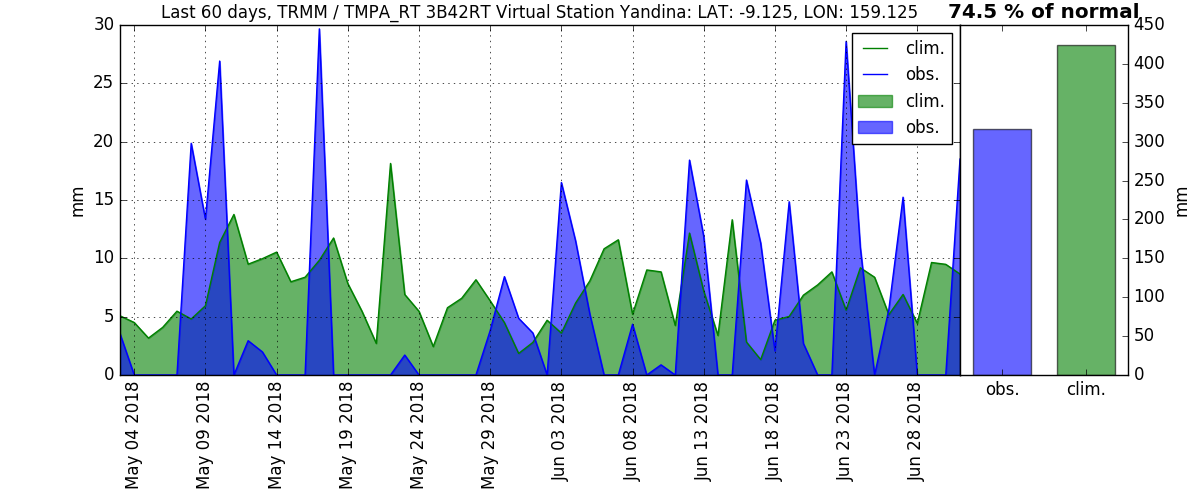 Last 60 days, TRMM / TMPA_RT 3B42RT Virtual Station Yandina: LAT: -9.125, LON: 159.125
74.5 % of normal
30
25
20
15
10
5
0
mm
clim.
obs.
clim.
obs.
450
400
350
300
250
200
150
100
50
0
mm
May 04 2018
May 09 2018
May 14 2018
May 19 2018
May 24 2018
May 29 2018
Jun 03 2018
Jun 08 2018
Jun 13 2018
Jun 18 2018
Jun 23 2018
Jun 28 2018
obs.
clim.